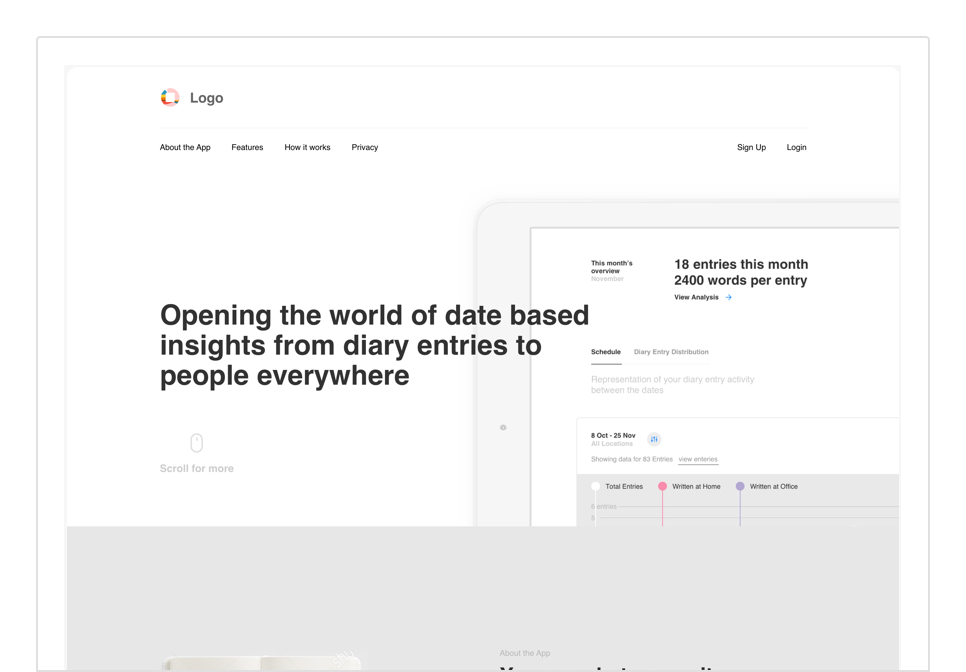 Logo
About the App Features How it works Privacy Sign Up Login
This month's
overview
November
18 entries this month
2400 words per entry
View Analysis
Opening the world of date based
insights from diary entries to
people everywhere
Schedule Diary Entry Distribution
Representation of your diary entry activity
between the dates
Scroll for more
8 Oct - 25 Nov
All Locations
Showing data for 83 Entries view enteries
Total Entries Written at Home Written at Office
6 entries
5
About the App